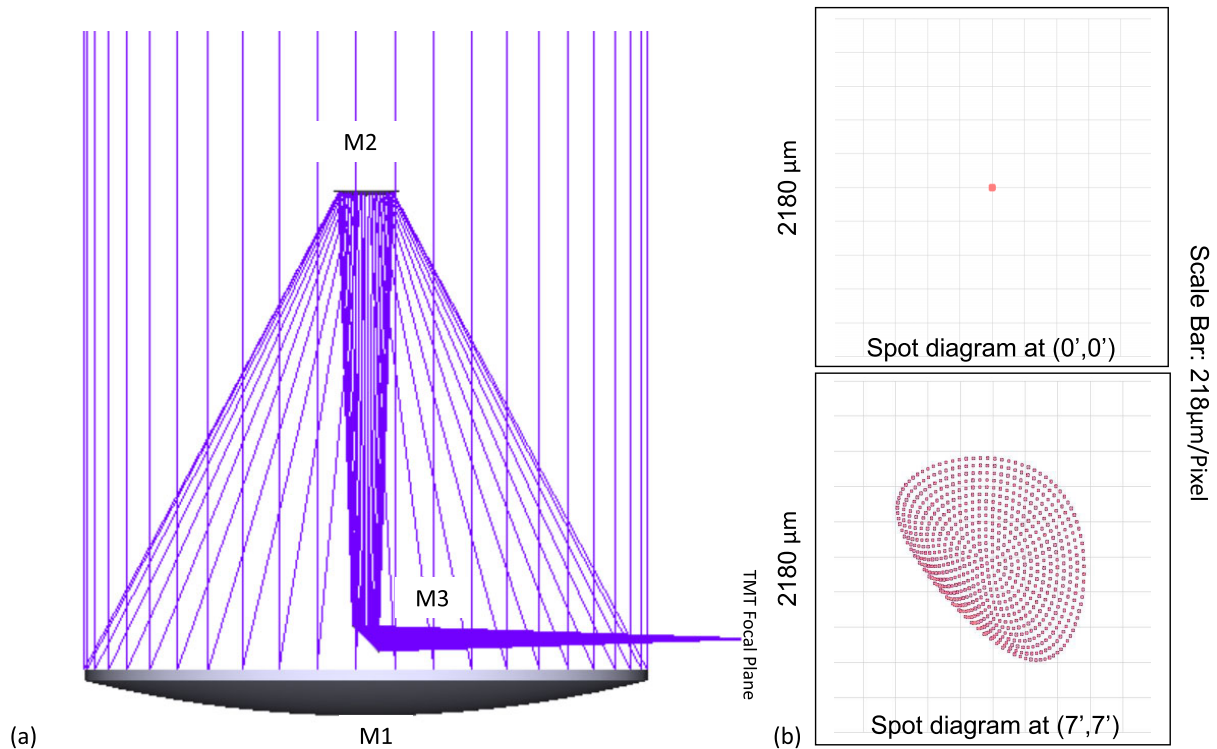 M2
M3
M1
TMT Focal Plane
(a)
2180 μm
Spot diagram at (0’,0’)
2180 μm
Spot diagram at (7’,7’)
Scale Bar: 218μm/Pixel
(b)